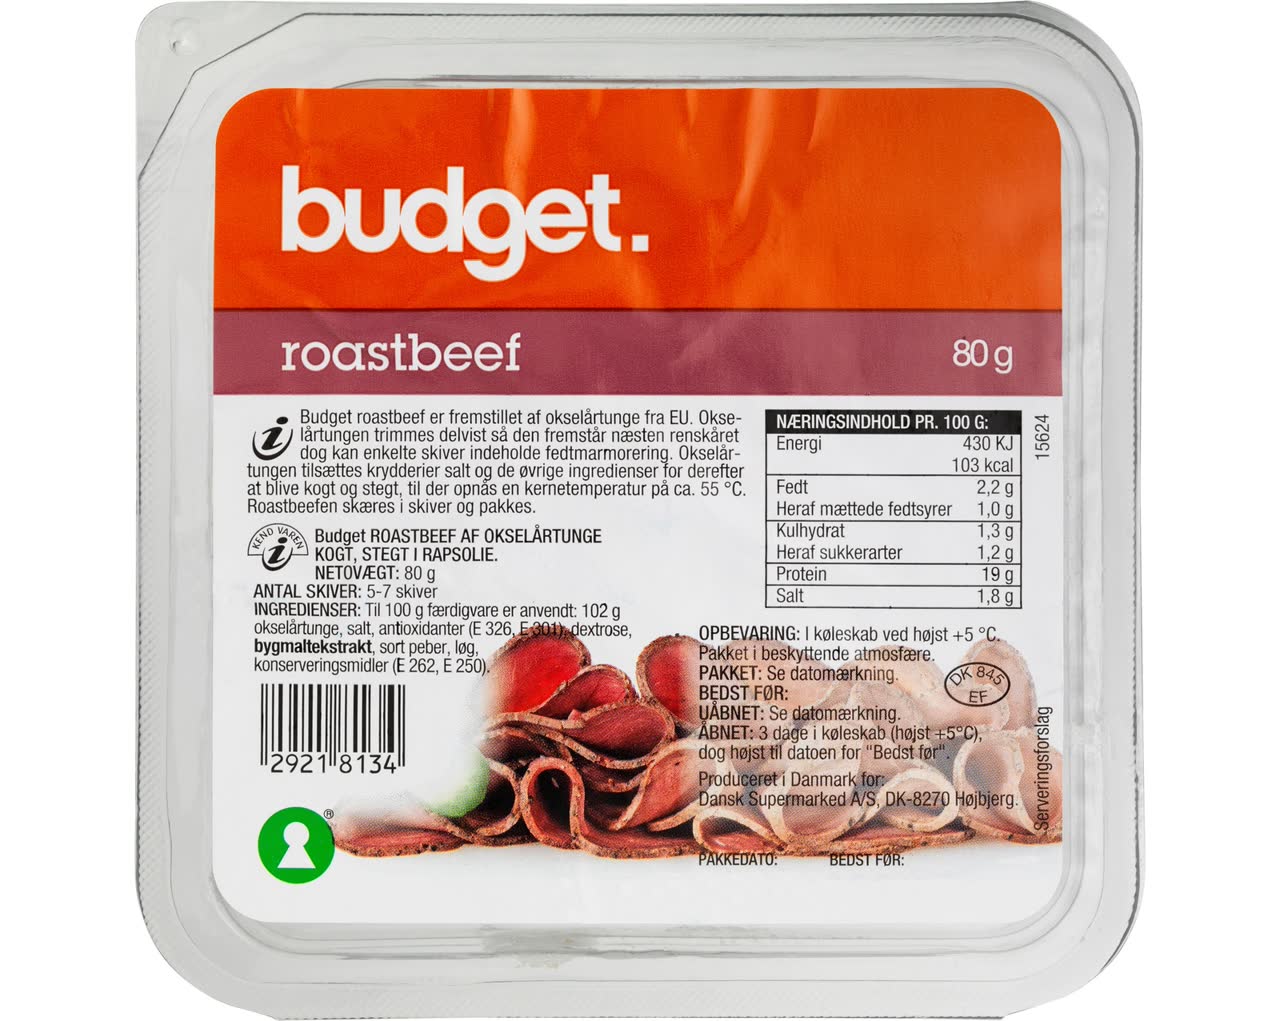 budget.
roastbeef
80 g
Budget roastbeef er fremstillet af okselårtunge fra EU. Okse-
lårtungen trimmes delvist så den fremstår næsten renskåret
dog kan enkelte skiver indeholde fedtmarmorering. Okselår-
tungen tilsættes krydderier salt og de øvrige ingredienser for derefter
at blive kogt og stegt, til der opnås en kernetemperatur på ca. 55 °C.
Roastbeefen skæres i skiver og pakkes.
KEND VAREN
Budget ROASTBEEF AF OKSELÅRTUNGE
KOGT, STEGT I RAPSOLIE.
NETOVÆGT: 80 g
ANTAL SKIVER: 5-7 skiver
INGREDIENSER: Til 100 g færdigvare er anvendt: 102 g
okselårtunge, salt, antioxidanter (E 326, E 301), dextrose,
bygmaltekstrakt, sort peber, løg,
konserveringsmidler (E 262, E 250).
2921 8134
®
NÆRINGSINDHOLD PR. 100 G:
Energi 430 KJ
103 kcal
Fedt 2,2 g
Heraf mættede fedtsyrer 1,0 g
Kulhydrat 1,3 g
Heraf sukkerarter 1,2 g
Protein 19 g
Salt 1,8 g
15624
OPBEVARING: I køleskab ved højst +5 °C.
Pakket i beskyttende atmosfære.
PAKKET: Se datomærkning.
BEDST FØR:
UÅBNET: Se datomærkning.
ÅBNET: 3 dage i køleskab (højst +5°C),
dog højst til datoen for "Bedst før".
DK 845
EF
Produceret i Danmark for:
Dansk Supermarked A/S, DK-8270 Højbjerg.
Serveringsforslag
PAKKEDATO: BEDST FØR: